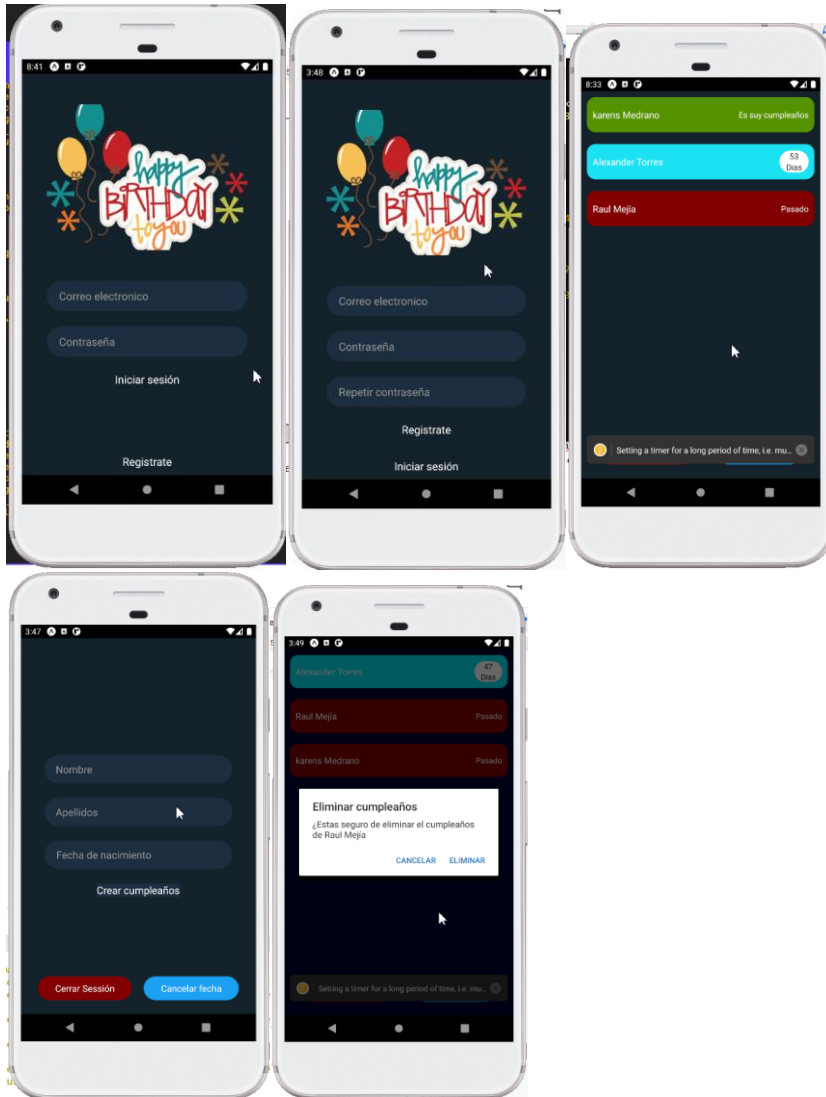 8:41
happy
BIRTHDAY
to you
Correo electronico
Contraseña
Iniciar sesión
Registrate
3:48
happy
BIRTHDAY
to you
Correo electronico
Contraseña
Repetir contraseña
Registrate
Iniciar sesión
8:33
karens Medrano
Es suy cumpleaños
Alexander Torres
53
Dias
Raul Mejía
Pasado
Setting a timer for a long period of time, i.e. mu...
3:47
Nombre
Apellidos
Fecha de nacimiento
Crear cumpleaños
Cerrar Sessión
Cancelar fecha
3:49
Alexander Torres
47
Dias
Raul Mejía
Pasado
karens Medrano
Pasado
Eliminar cumpleaños
¿Estas seguro de eliminar el cumpleaños
de Raul Mejía
CANCELAR
ELIMINAR
Setting a timer for a long period of time, i.e. mu...